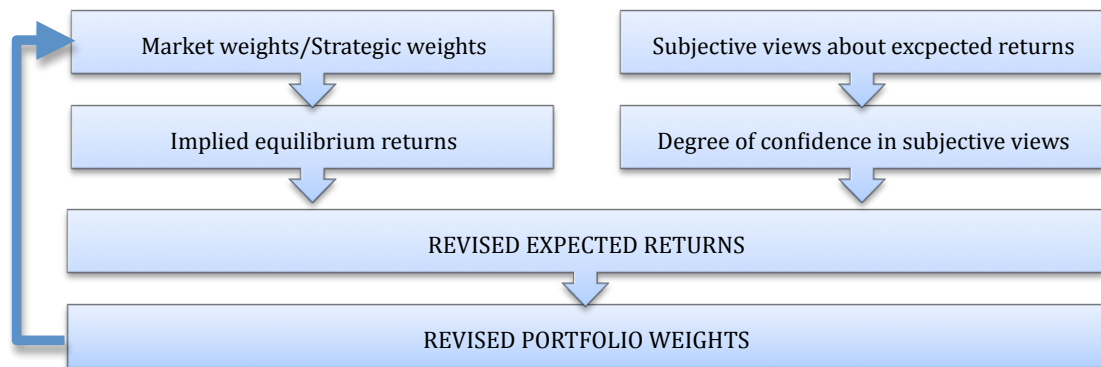 Market weights/Strategic weights
Subjective views about excpected returns
Implied equilibrium returns
Degree of confidence in subjective views
REVISED EXPECTED RETURNS
REVISED PORTFOLIO WEIGHTS